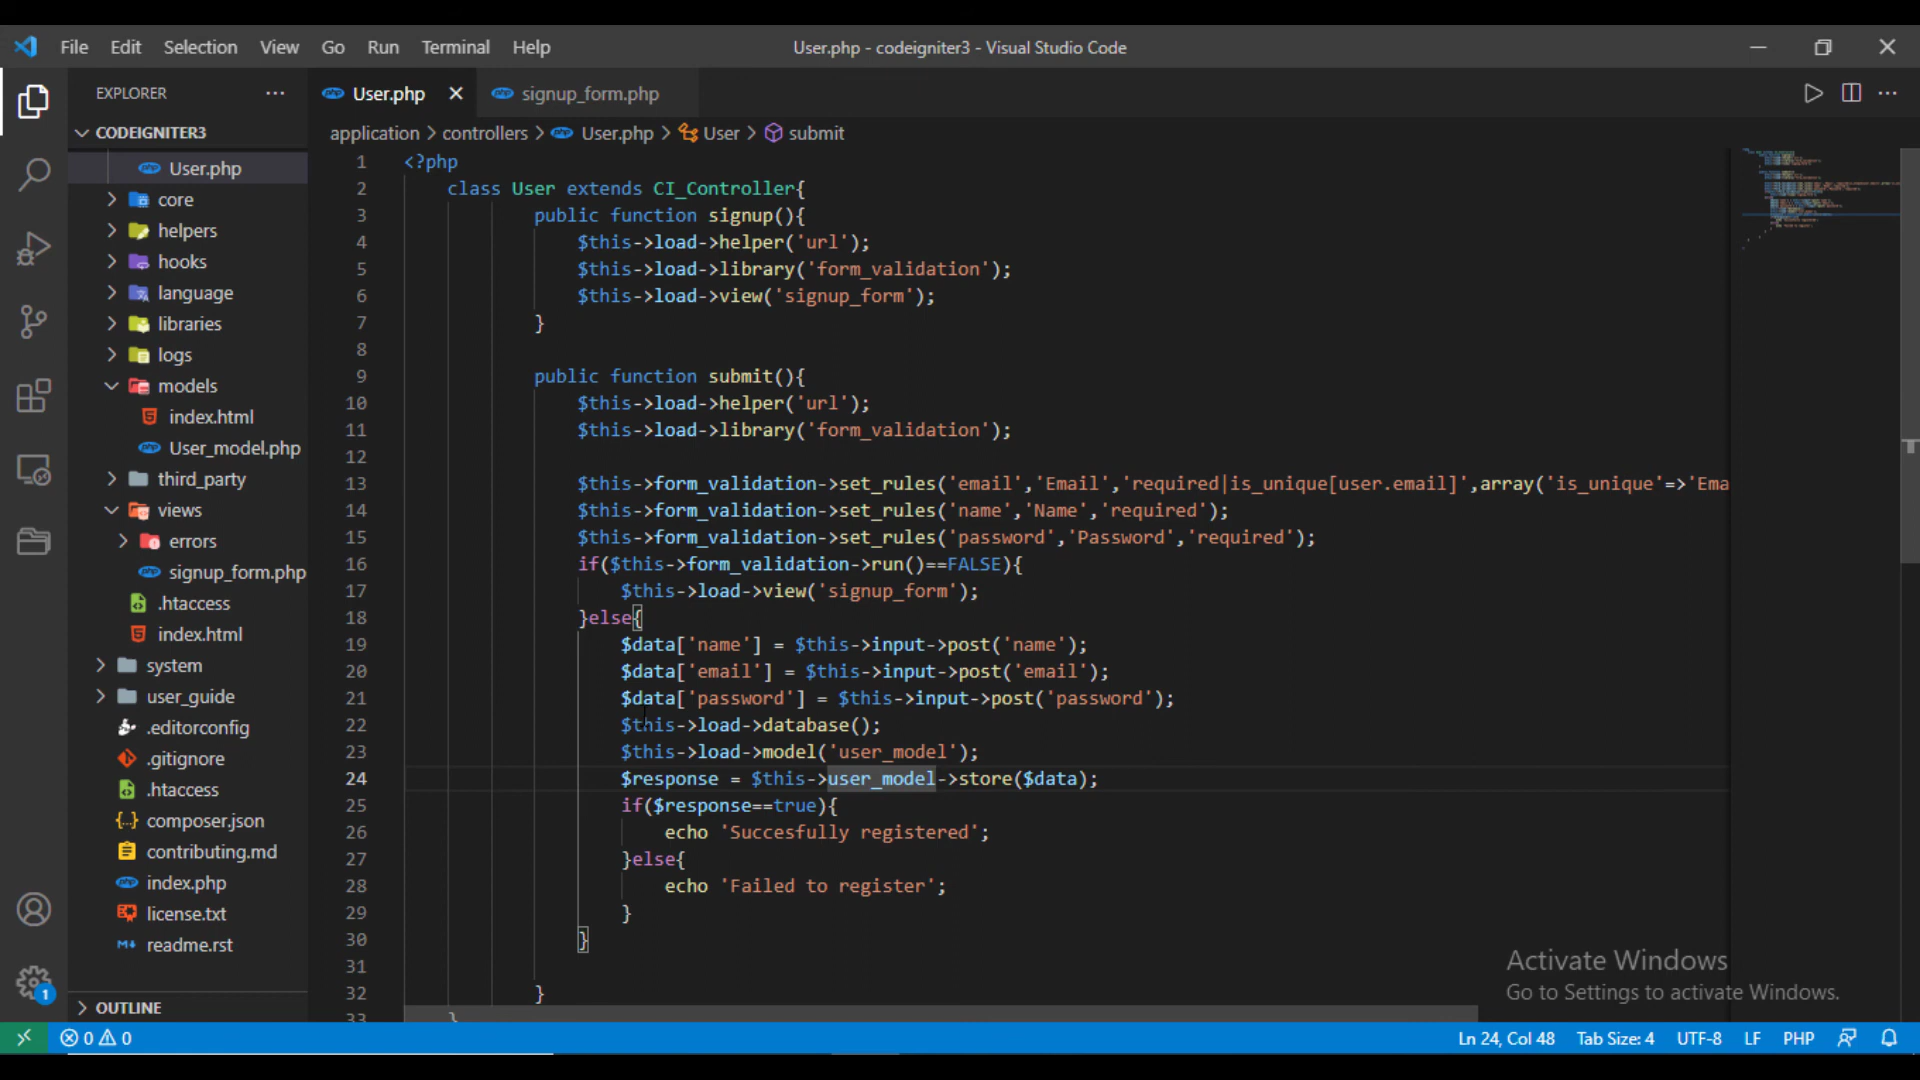 File Edit Selection View Go Run Terminal Help
User.php - codeigniter3 - Visual Studio Code
EXPLORER
User.php
signup_form.php
CODEIGNITER3
application > controllers > User.php > User > submit
User.php
core
helpers
hooks
language
libraries
logs
models
index.html
User_model.php
third_party
views
errors
signup_form.php
.htaccess
index.html
system
user_guide
.editorconfig
.gitignore
.htaccess
composer.json
contributing.md
index.php
license.txt
readme.rst
OUTLINE
1 <?php
2 class User extends CI_Controller{
3 public function signup(){
4 $this->load->helper('url');
5 $this->load->library('form_validation');
6 $this->load->view('signup_form');
7 }
8
9 public function submit(){
10 $this->load->helper('url');
11 $this->load->library('form_validation');
12
13 $this->form_validation->set_rules('email','Email','required|is_unique[user.email]',array('is_unique'=>'Ema
14 $this->form_validation->set_rules('name','Name','required');
15 $this->form_validation->set_rules('password','Password','required');
16 if($this->form_validation->run()==FALSE){
17 $this->load->view('signup_form');
18 }else{
19 $data['name'] = $this->input->post('name');
20 $data['email'] = $this->input->post('email');
21 $data['password'] = $this->input->post('password');
22 $this->load->database();
23 $this->load->model('user_model');
24 $response = $this->user_model->store($data);
25 if($response==true){
26 echo 'Succesfully registered';
27 }else{
28 echo 'Failed to register';
29 }
30 }
31
32 }
33 }
Activate Windows
Go to Settings to activate Windows.
1
0 0
Ln 24, Col 48 Tab Size: 4 UTF-8 LF PHP